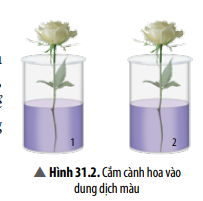 1 2
▲ Hình 31.2. Cắm cành hoa vào
dung dịch màu